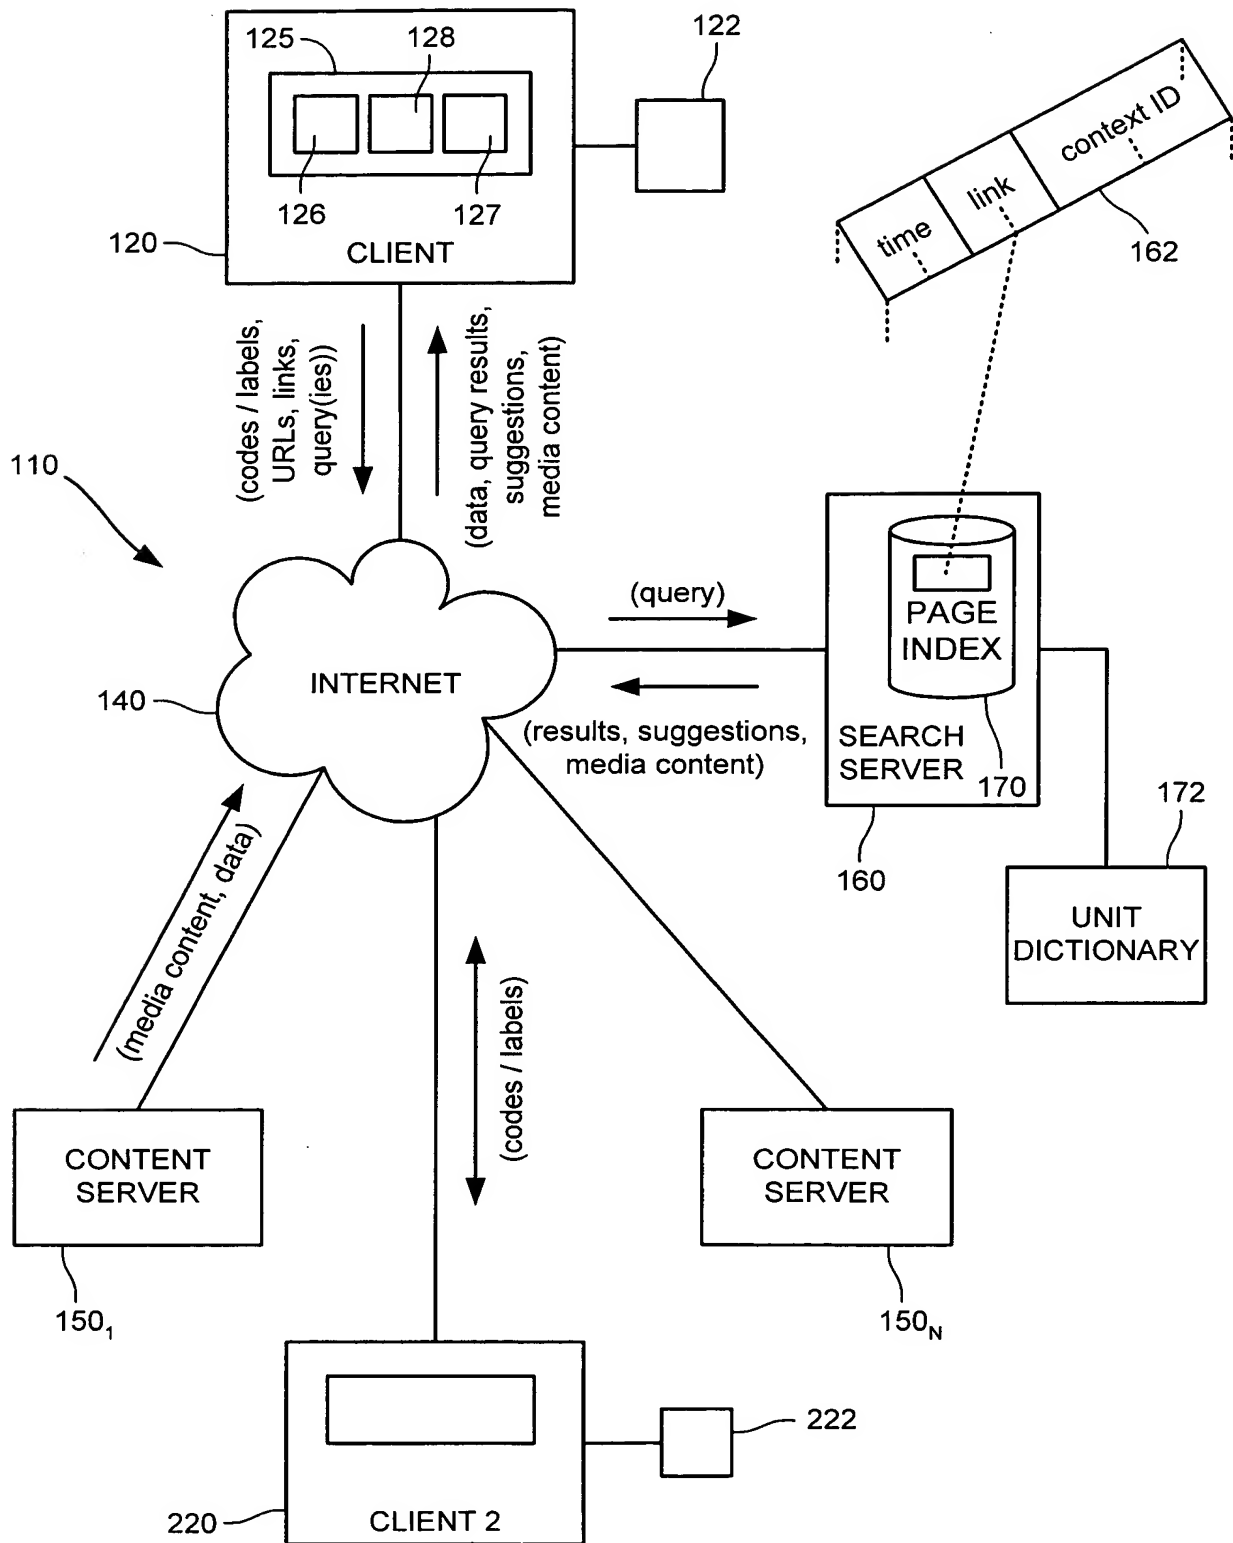 125
128
122
126
127
120
CLIENT
time
link
context ID
162
(codes / labels,
URLs, links,
query(ies))
(data, query results,
suggestions,
media content)
110
(query)
PAGE
INDEX
INTERNET
140
(results, suggestions,
media content)
SEARCH
SERVER
170
172
160
UNIT
DICTIONARY
(media content, data)
(codes / labels)
CONTENT
SERVER
CONTENT
SERVER
150₁
150_N
222
220
CLIENT 2